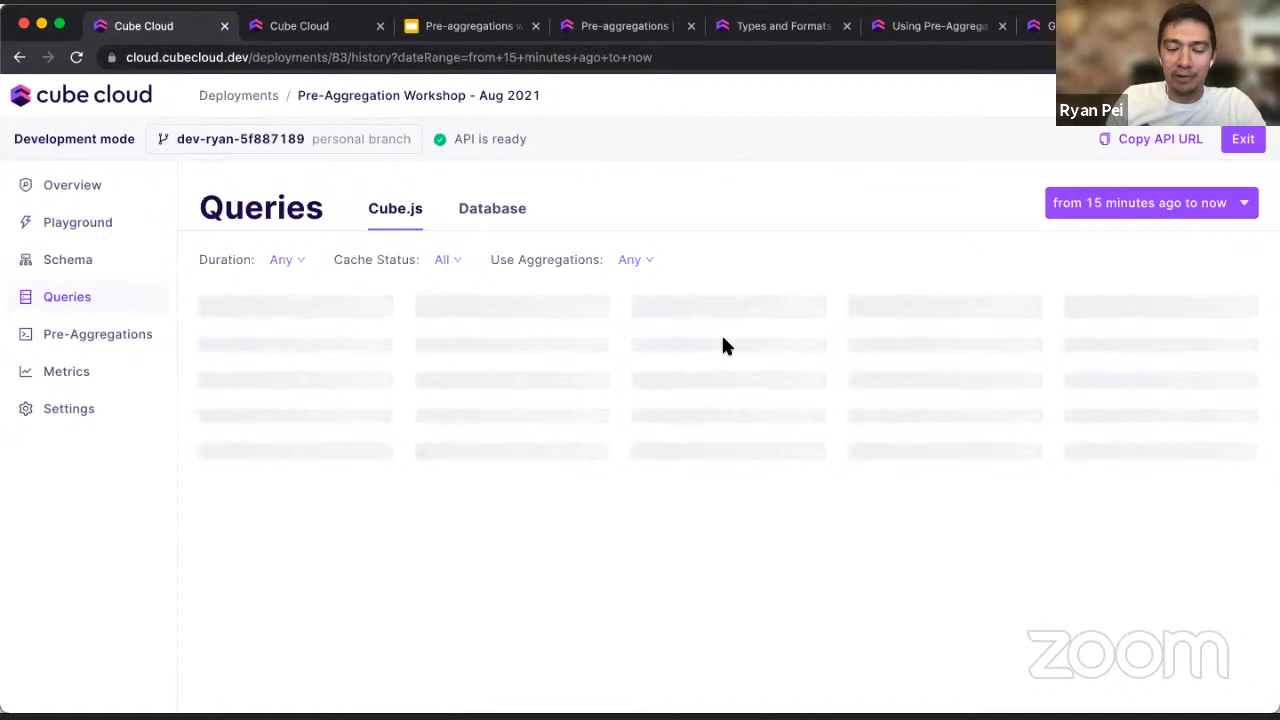 Cube Cloud
Cube Cloud
Pre-aggregations w
Pre-aggregations |
Types and Formats
Using Pre-Aggrega
G
cloud.cubecloud.dev/deployments/83/history?dateRange=from+15+minutes+ago+to+now
Ryan Pei
cube cloud
Deployments / Pre-Aggregation Workshop - Aug 2021
Development mode
dev-ryan-5f887189 personal branch
API is ready
Copy API URL
Exit
Overview
Playground
Schema
Queries
Pre-Aggregations
Metrics
Settings
Queries
Cube.js
Database
from 15 minutes ago to now
Duration: Any
Cache Status: All
Use Aggregations: Any
zoom